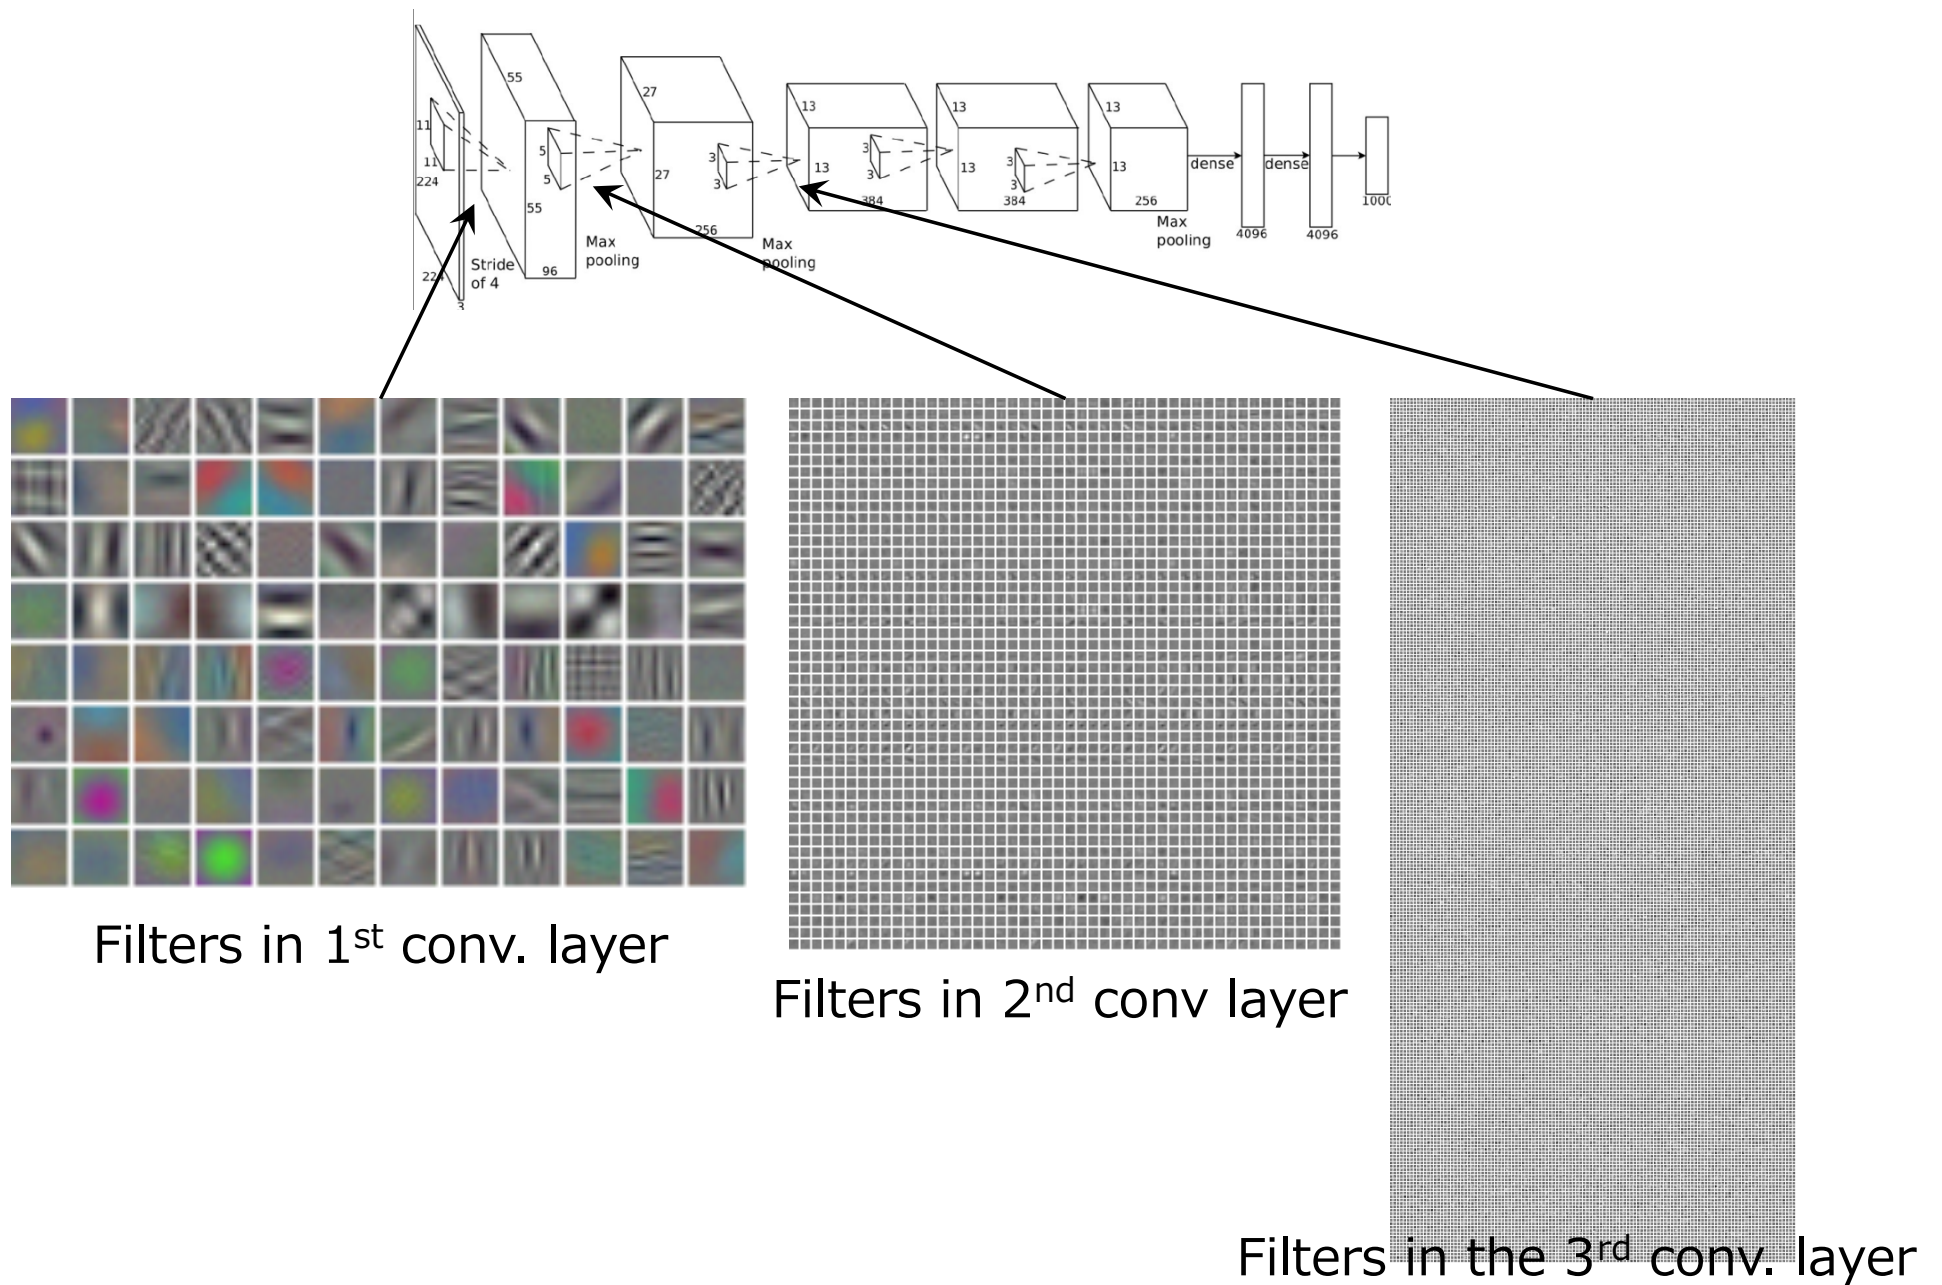 55
27
13
13
13
11
5
3
3
3
11
5
3
3
3
224
55
27
13
13
13
dense
dense
96
256
384
384
256
4096
4096
1000
224
3
Stride
of 4
Max
pooling
Max
pooling
Max
pooling
Filters in 1st conv. layer
Filters in 2nd conv layer
Filters in the 3rd conv. layer